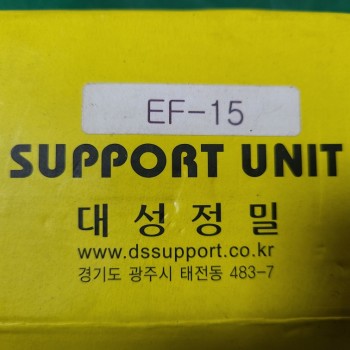 EF-15
SUPPORT UNIT
대성정밀
www.dssupport.co.kr
경기도 광주시 태전동 483-7